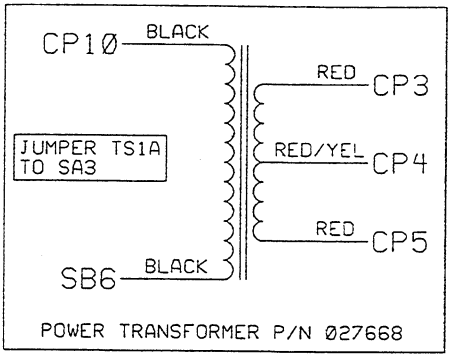 BLACK
CP10
RED
CP3
JUMPER TS1A
TO SA3
RED/YEL
CP4
RED
CP5
BLACK
SB6
POWER TRANSFORMER P/N 027668